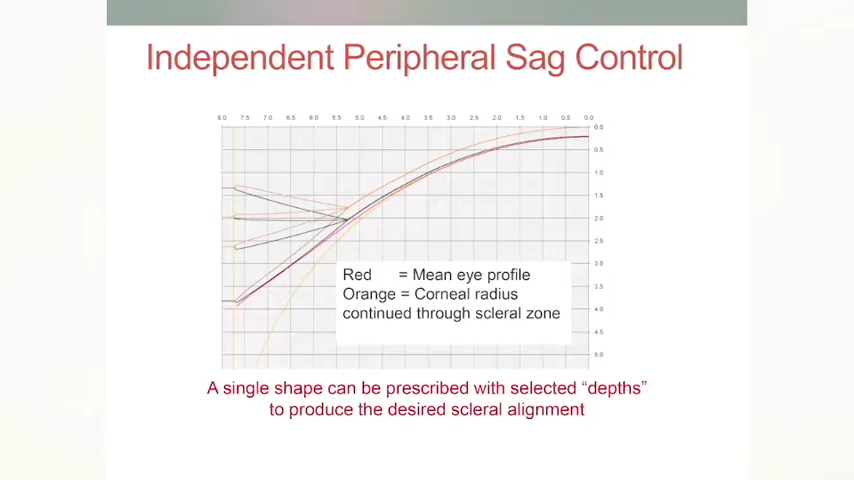 Independent Peripheral Sag Control
8.0 7.5 7.0 6.5 6.0 5.5 5.0 4.5 4.0 3.5 3.0 2.5 2.0 1.5 1.0 0.5 0.0
0.0
0.5
1.0
1.5
2.0
2.5
3.0
3.5
4.0
4.5
5.0
Red = Mean eye profile
Orange = Corneal radius
continued through scleral zone
A single shape can be prescribed with selected “depths”
to produce the desired scleral alignment